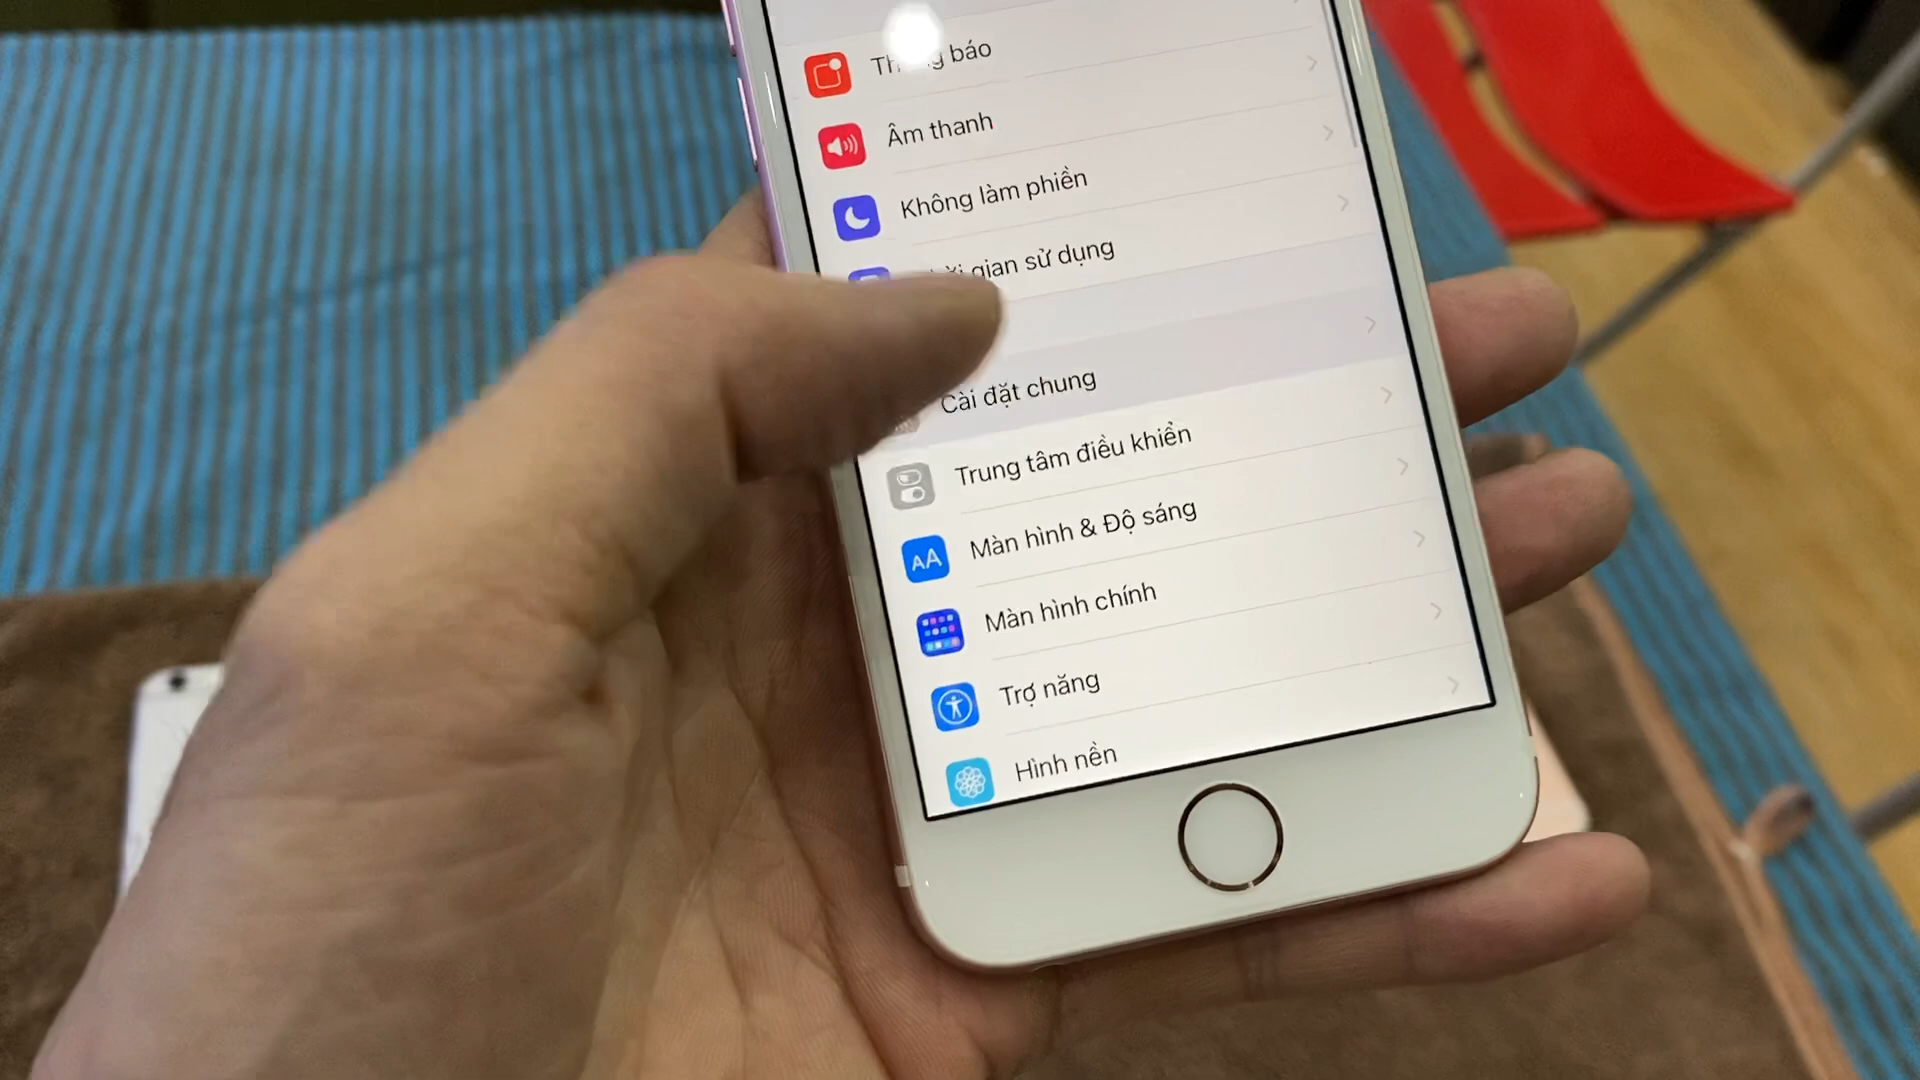 báo
Âm thanh
Không làm phiền
gian sử dụng
Cài đặt chung
Trung tâm điều khiển
AA
Màn hình & Độ sáng
Màn hình chính
Trợ năng
Hình nền